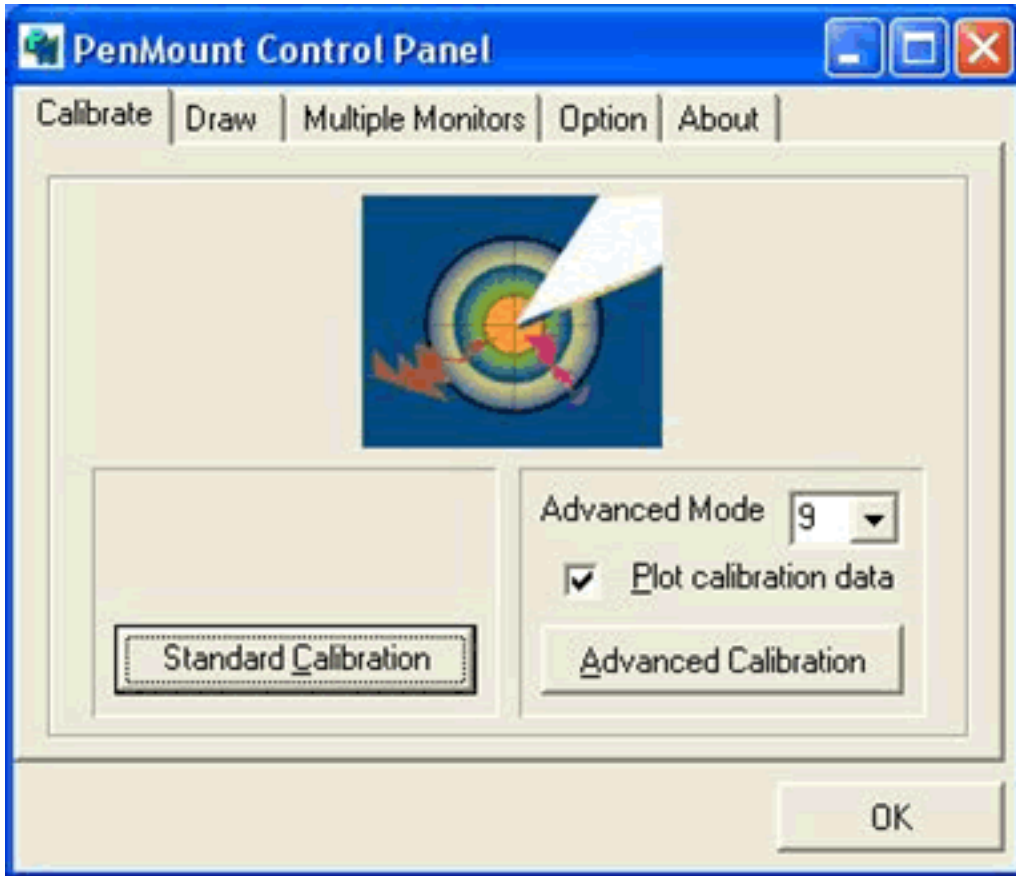 PenMount Control Panel
Calibrate Draw Multiple Monitors Option About
Advanced Mode 9
Plot calibration data
Standard Calibration Advanced Calibration
OK